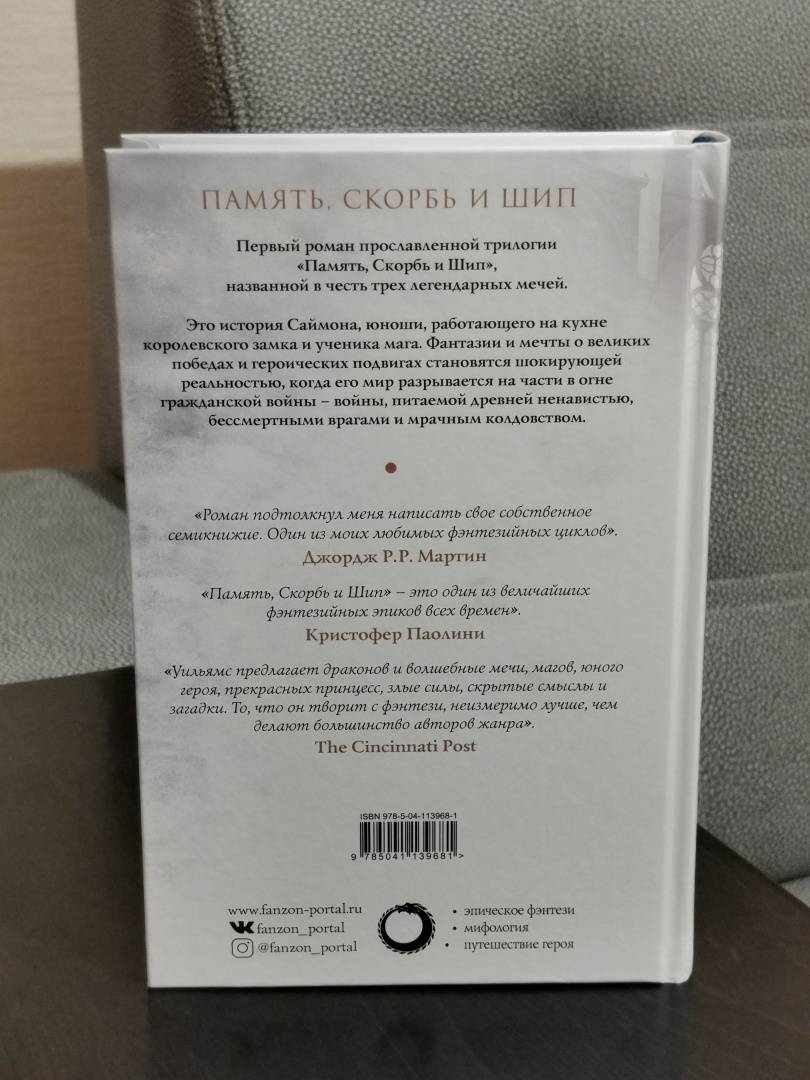 ПАМЯТЬ, СКОРБЬ И ШИП
Первый роман прославленной трилогии
«Память, Скорбь и Шип»,
названной в честь трех легендарных мечей.
Это история Саймона, юноши, работающего на кухне
королевского замка и ученика мага. Фантазии и мечты о великих
победах и героических подвигах становятся шокирующей
реальностью, когда его мир разрывается на части в огне
гражданской войны – войны, питаемой древней ненавистью,
бессмертными врагами и мрачным колдовством.
«Роман подтолкнул меня написать свое собственное
семикнижие. Один из моих любимых фэнтезийных циклов».
Джордж Р.Р. Мартин
«Память, Скорбь и Шип» – это один из величайших
фэнтезийных эпиков всех времен».
Кристофер Паолини
«Уильямс предлагает драконов и волшебные мечи, магов, юного
героя, прекрасных принцесс, злые силы, скрытые смыслы и
загадки. То, что он творит с фэнтези, неизмеримо лучше, чем
делают большинство авторов жанра».
The Cincinnati Post
ISBN 978-5-04-113968-1
9 785041 139681 >
www.fanzon-portal.ru
fanzon_portal
@fanzon_portal
• эпическое фэнтези
• мифология
• путешествие героя